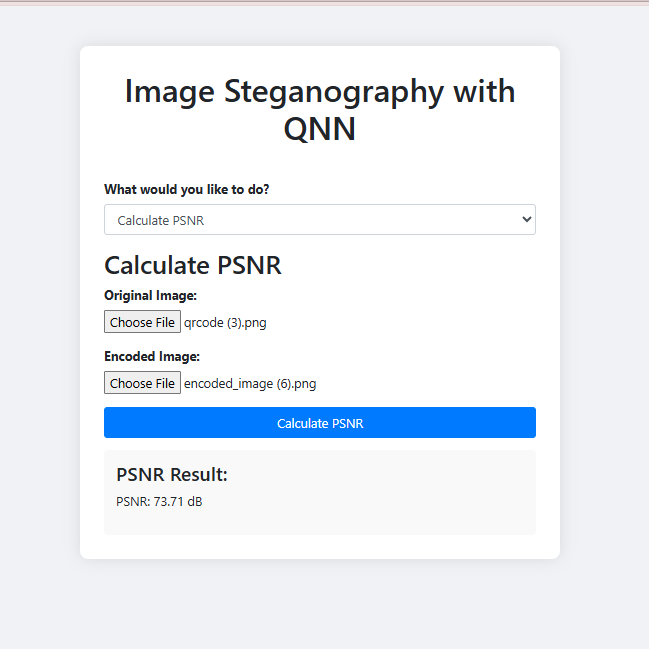 Image Steganography with
QNN
What would you like to do?
Calculate PSNR
Calculate PSNR
Original Image:
Choose File qrcode (3).png
Encoded Image:
Choose File encoded_image (6).png
Calculate PSNR
PSNR Result:
PSNR: 73.71 dB